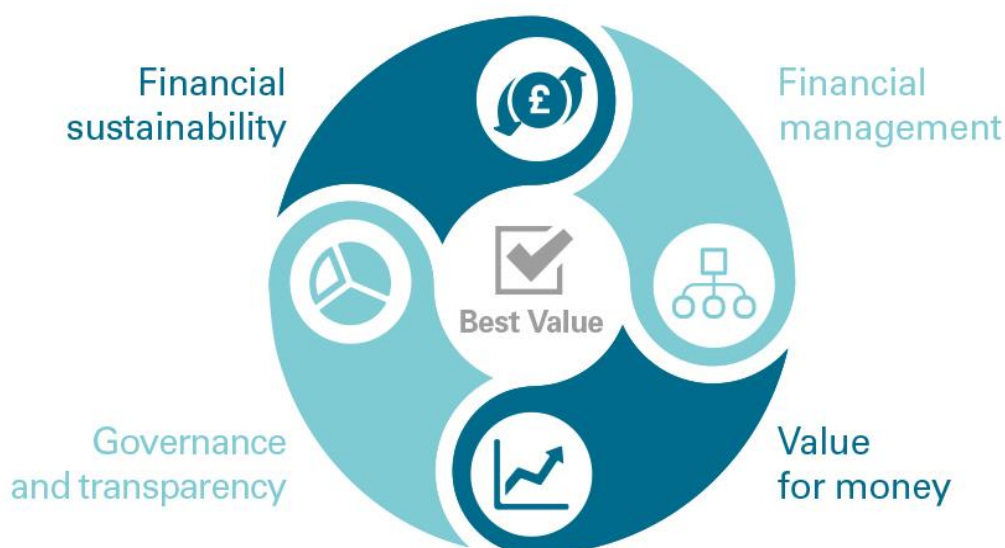 Financial
sustainability
Financial
management
£
Best Value
Governance
and transparency
Value
for money